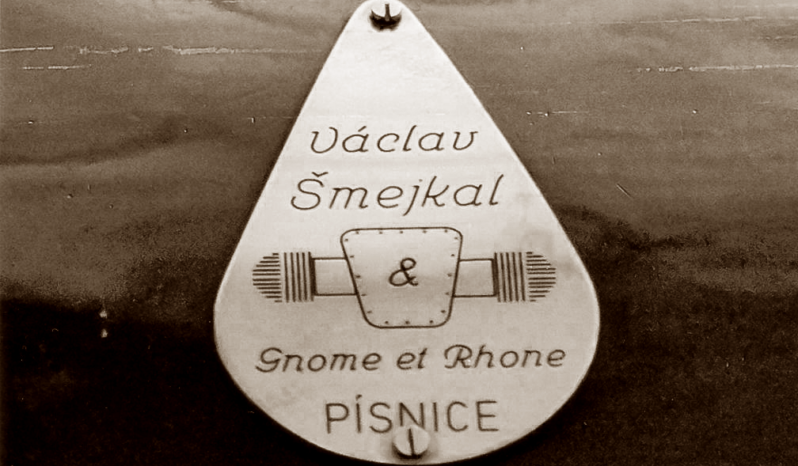 Václav
Šmejkal
&
Gnome et Rhone
PÍSNICE